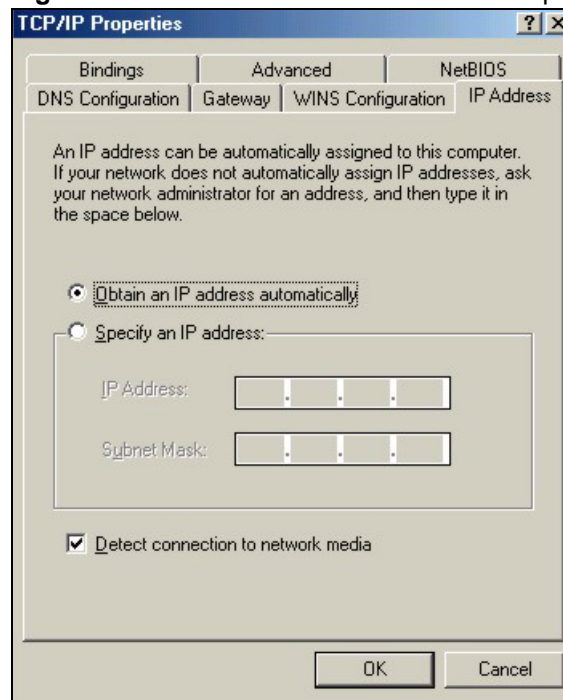 TCP/IP Properties
Bindings Advanced NetBIOS
DNS Configuration Gateway WINS Configuration IP Address
An IP address can be automatically assigned to this computer.
If your network does not automatically assign IP addresses, ask
your network administrator for an address, and then type it in
the space below.
Obtain an IP address automatically
Specify an IP address:
IP Address:
. . .
Subnet Mask:
. . .
Detect connection to network media
OK Cancel